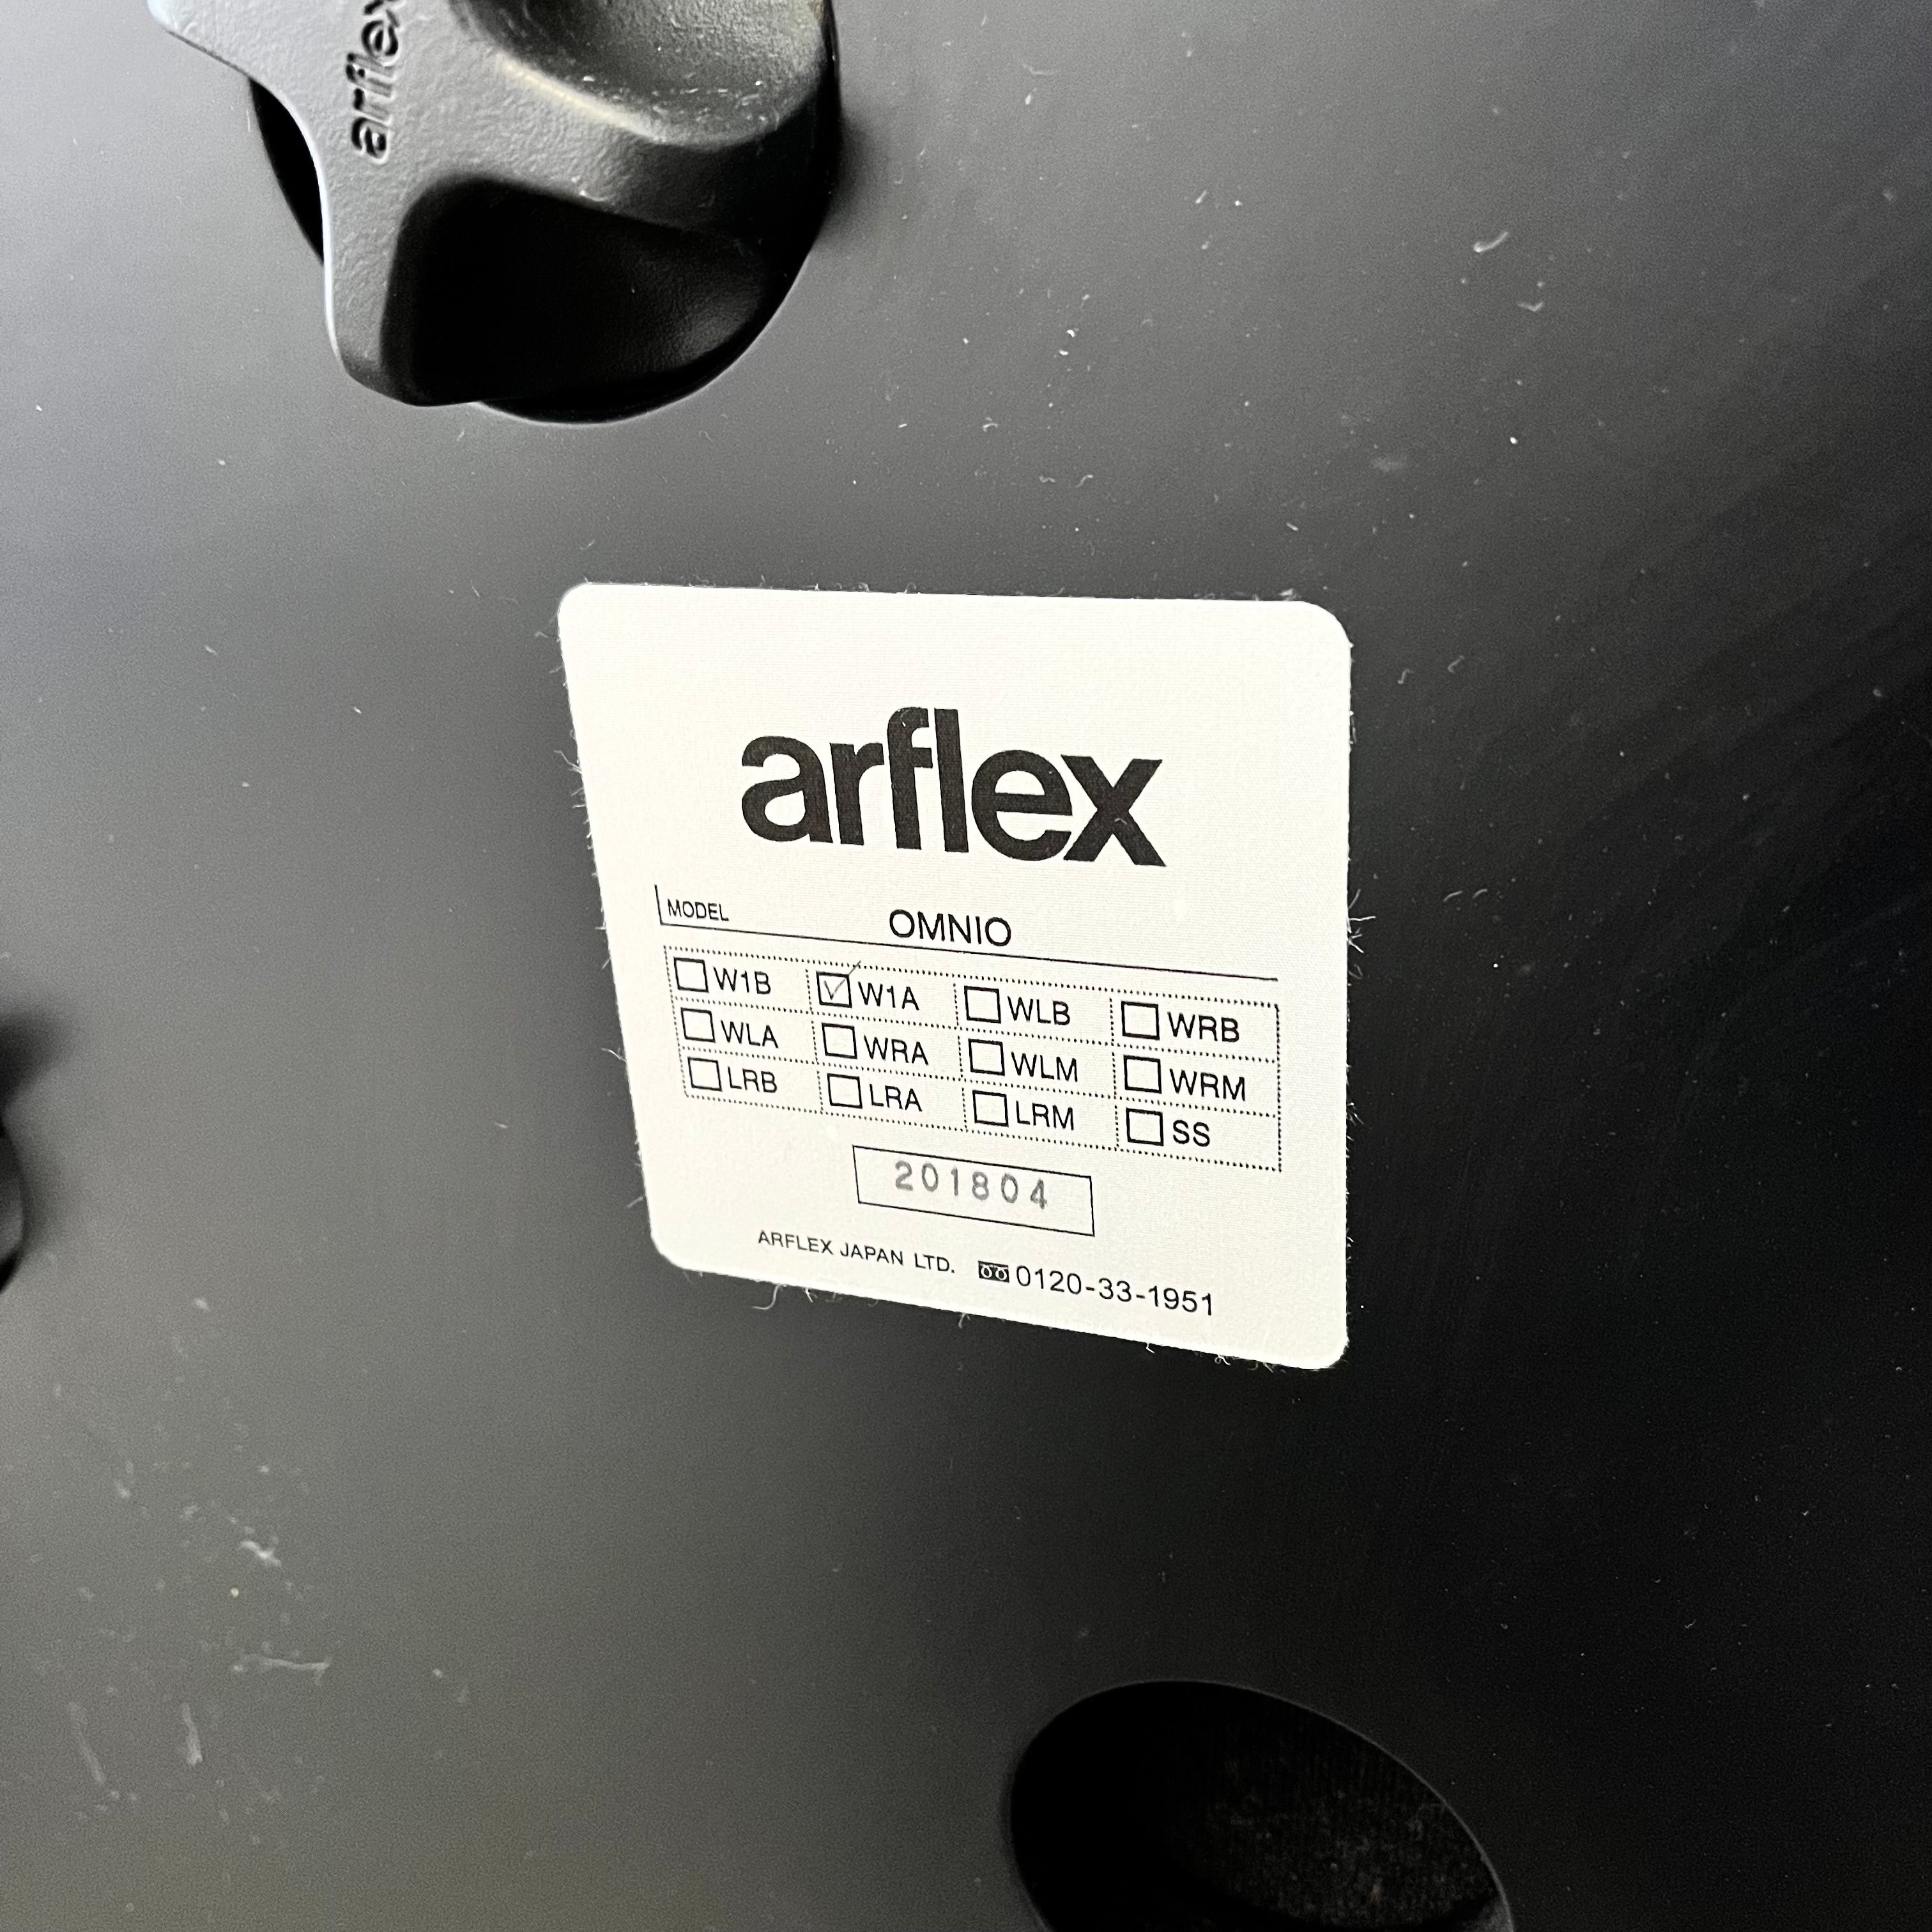 arflex
arflex
MODEL OMNIO
W1B W1A WLB WRB
WLA WRA WLM WRM
LRB LRA LRM SS
201804
ARFLEX JAPAN LTD. 0120-33-1951